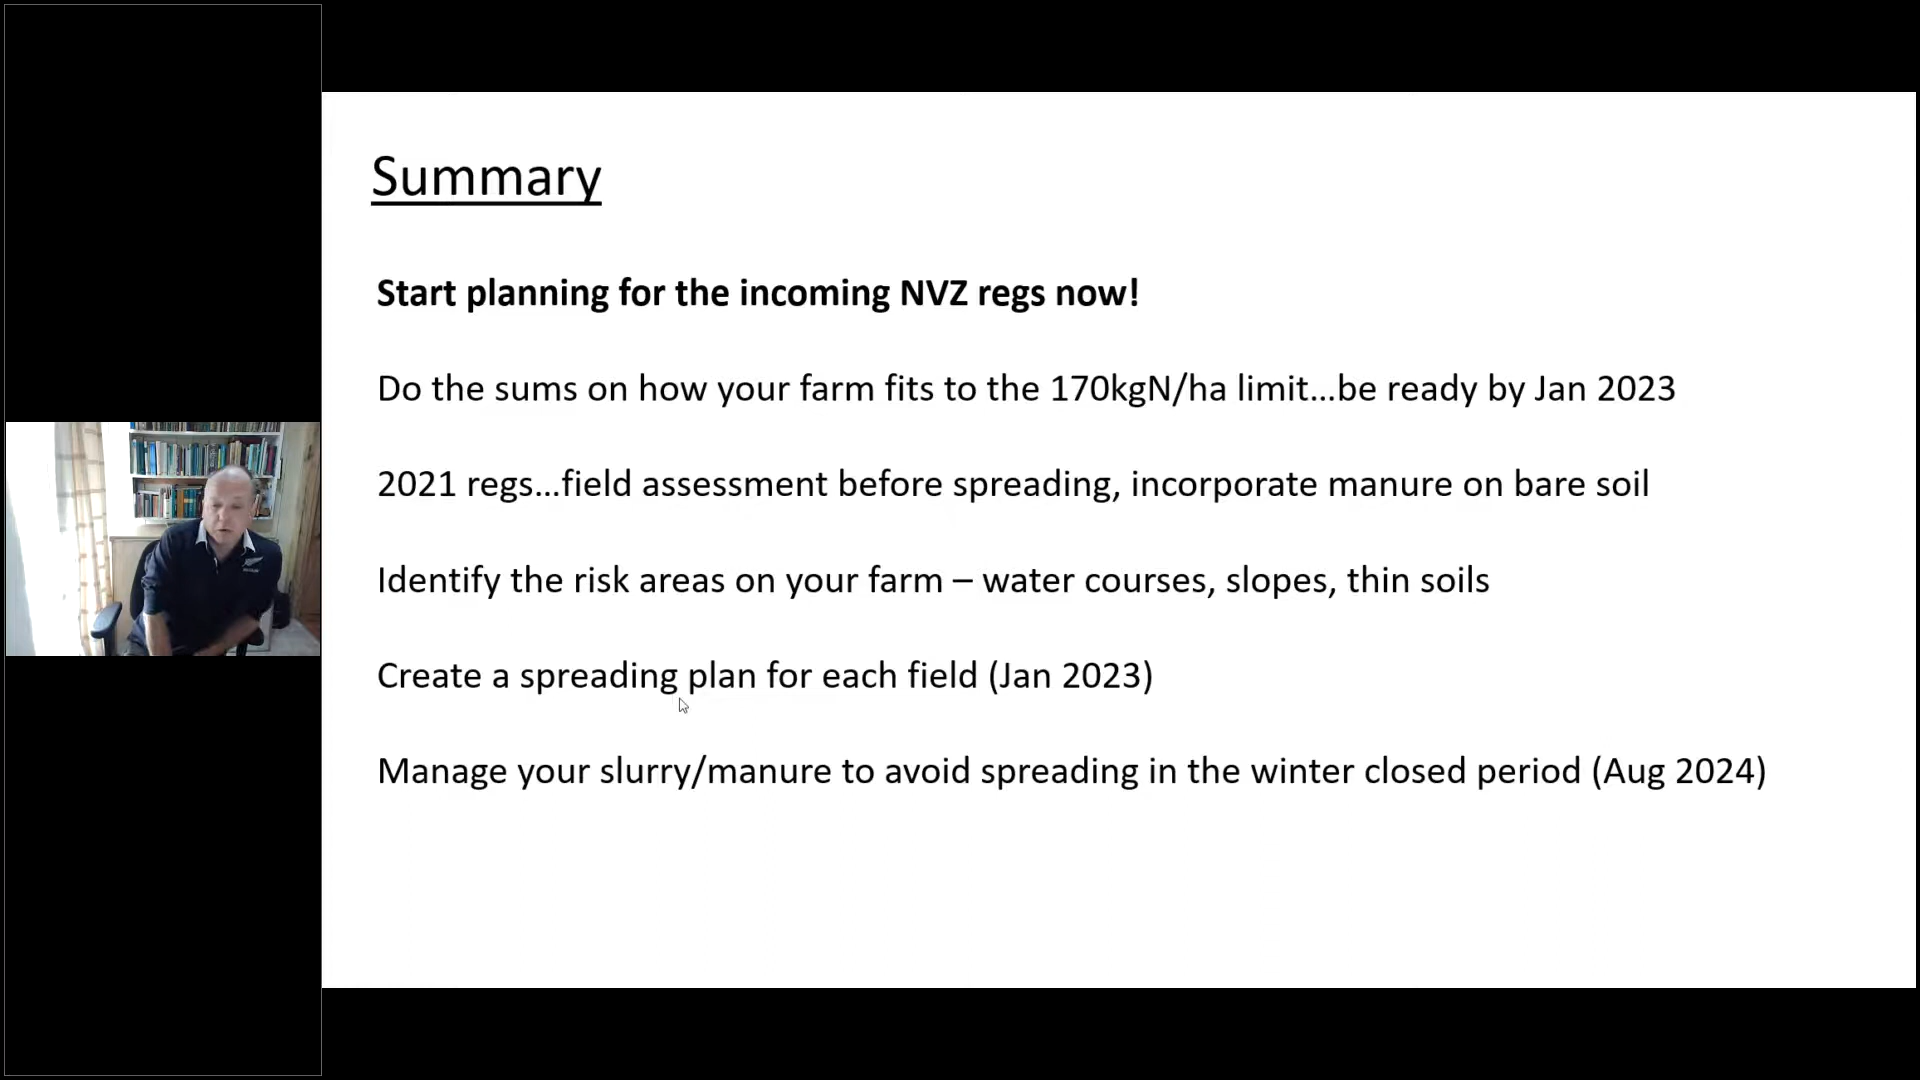 Summary
Start planning for the incoming NVZ regs now!
Do the sums on how your farm fits to the 170kgN/ha limit...be ready by Jan 2023
2021 regs...field assessment before spreading, incorporate manure on bare soil
Identify the risk areas on your farm – water courses, slopes, thin soils
Create a spreading plan for each field (Jan 2023)
Manage your slurry/manure to avoid spreading in the winter closed period (Aug 2024)